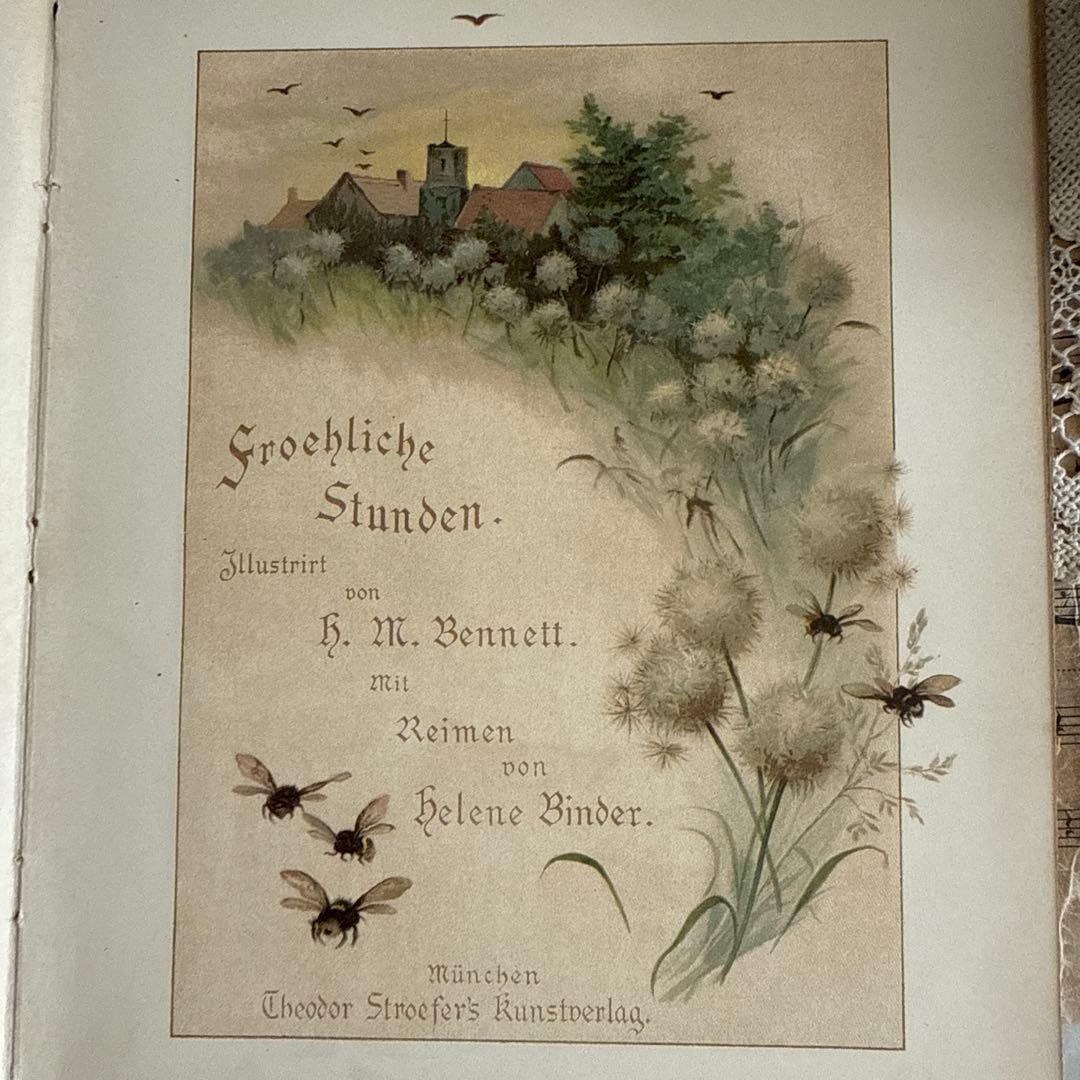 Froehliche
Stunden.
Illustrirt
von
H. M. Bennett.
Mit
Reimen
von
Helene Binder.
München
Theodor Stroefer's Kunstverlag.